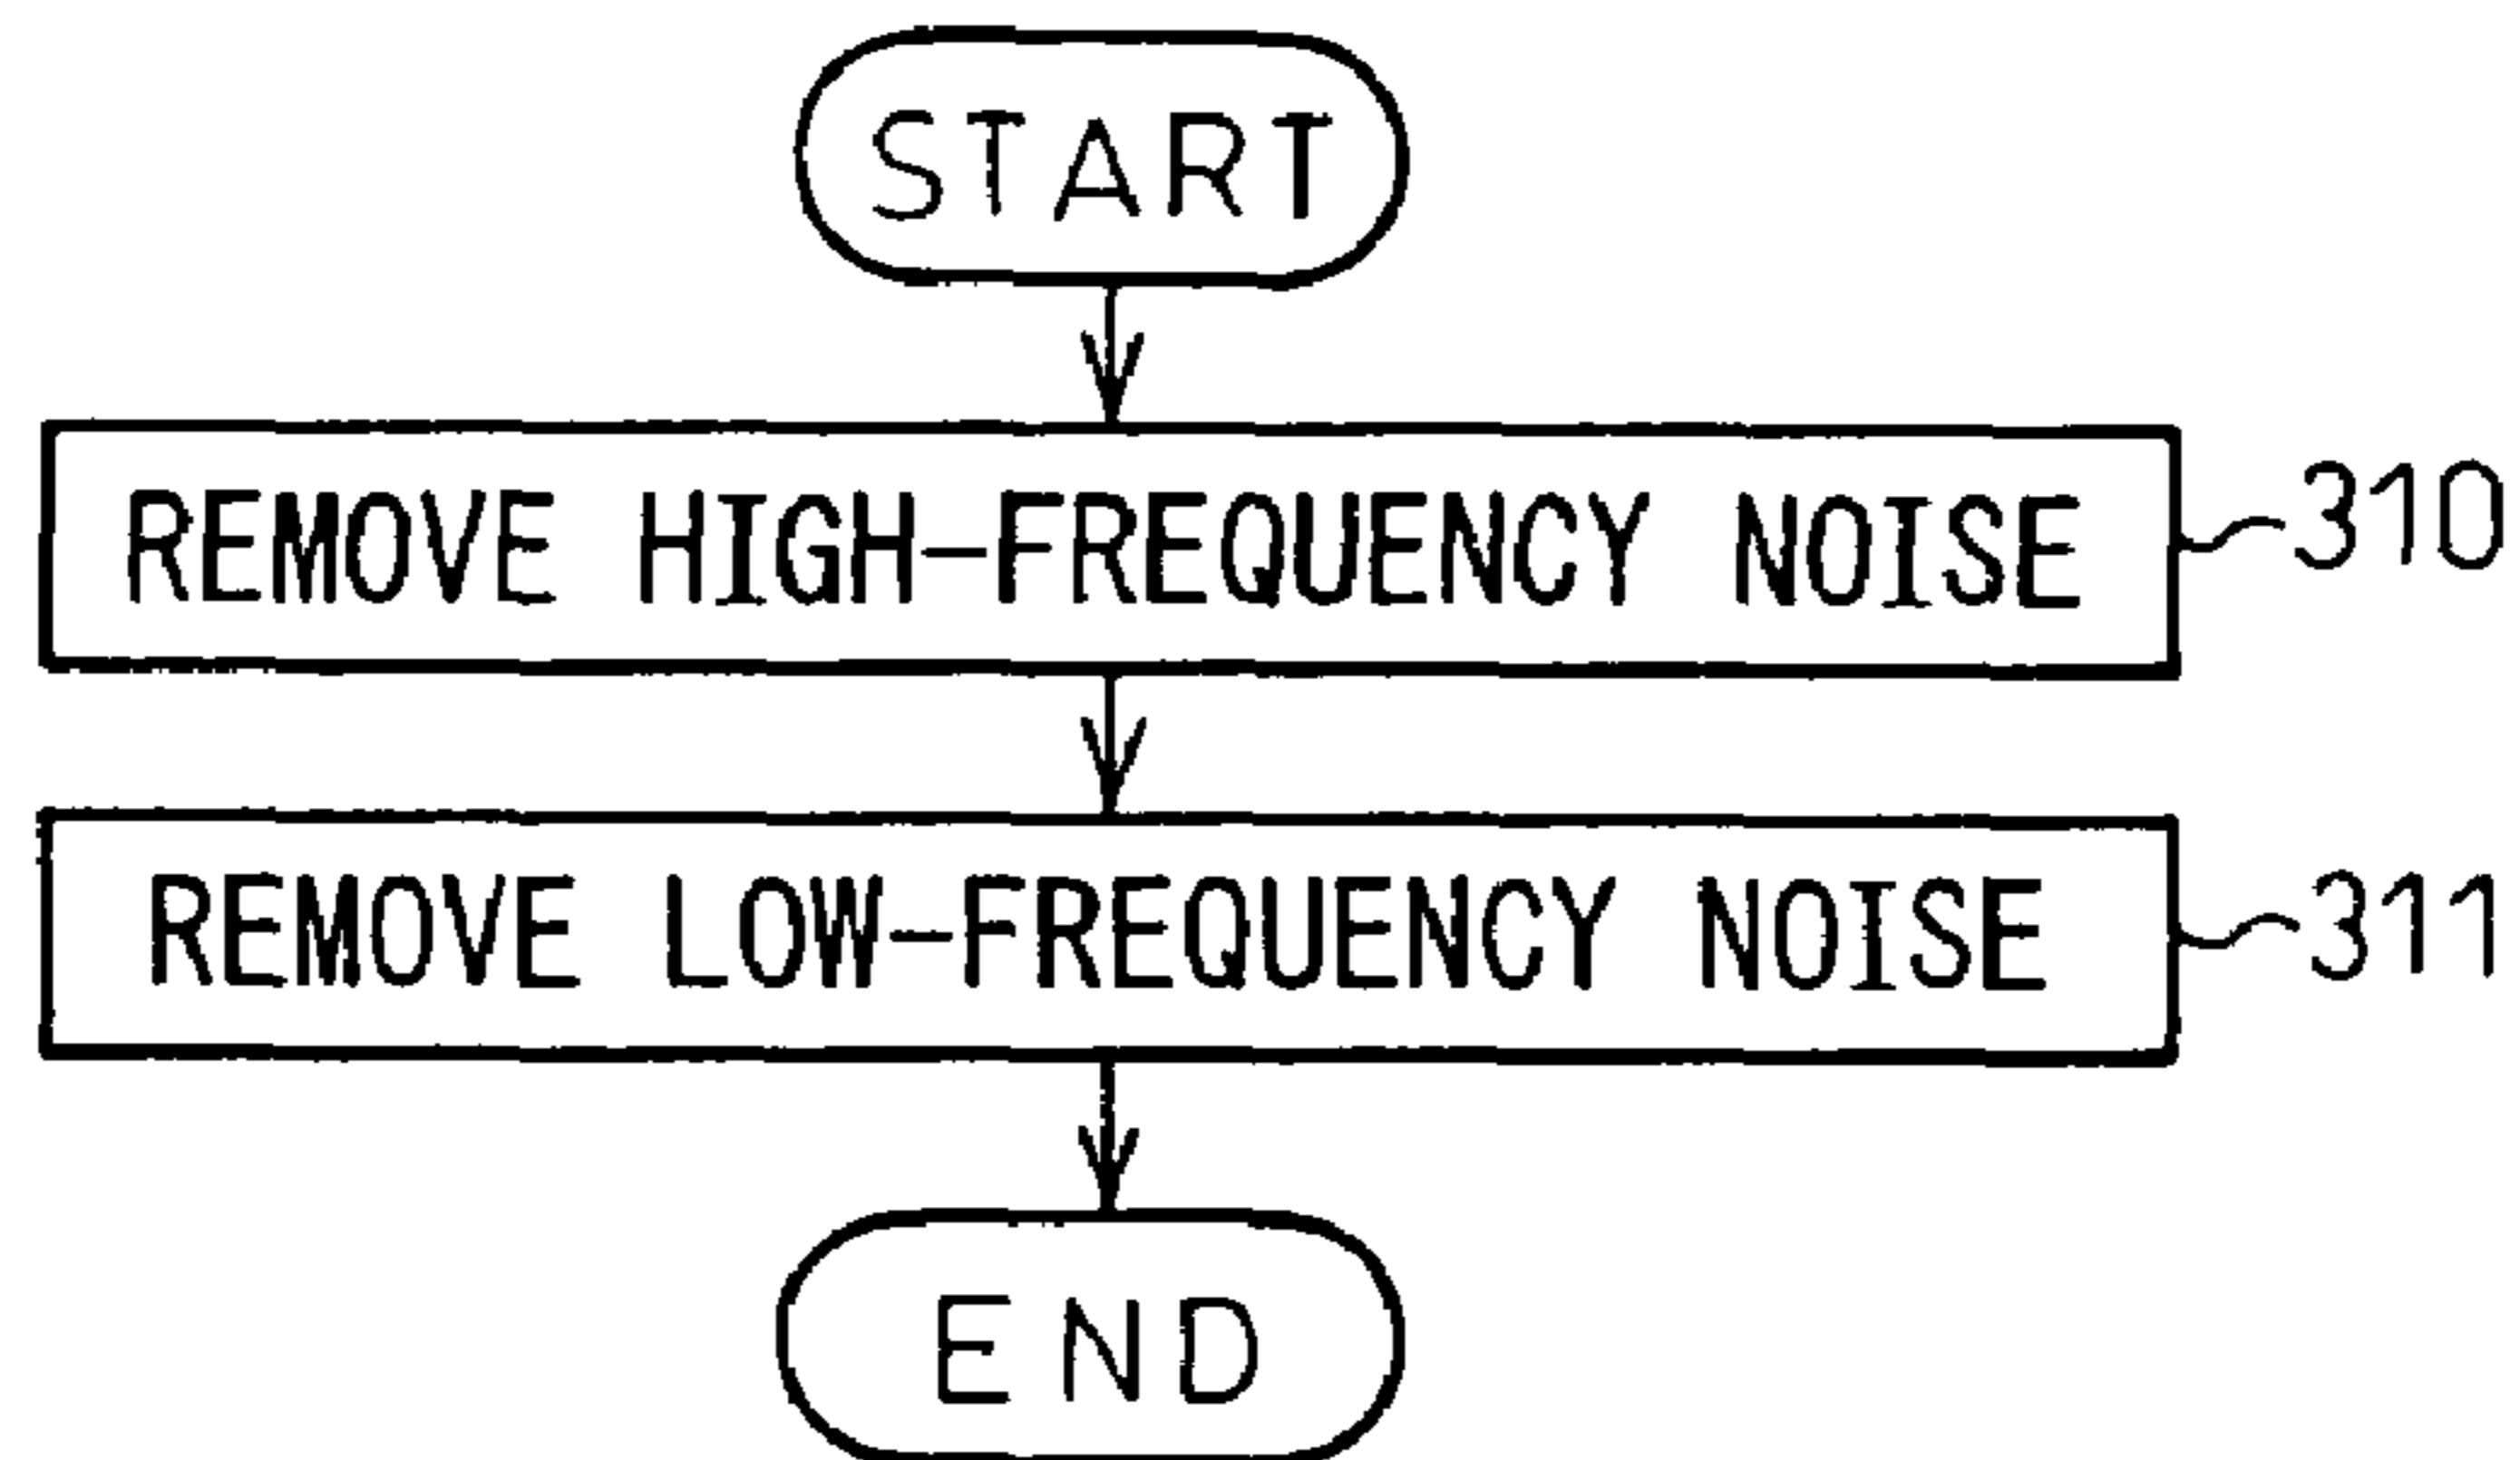 START
REMOVE HIGH-FREQUENCY NOISE 310
REMOVE LOW-FREQUENCY NOISE 311
END